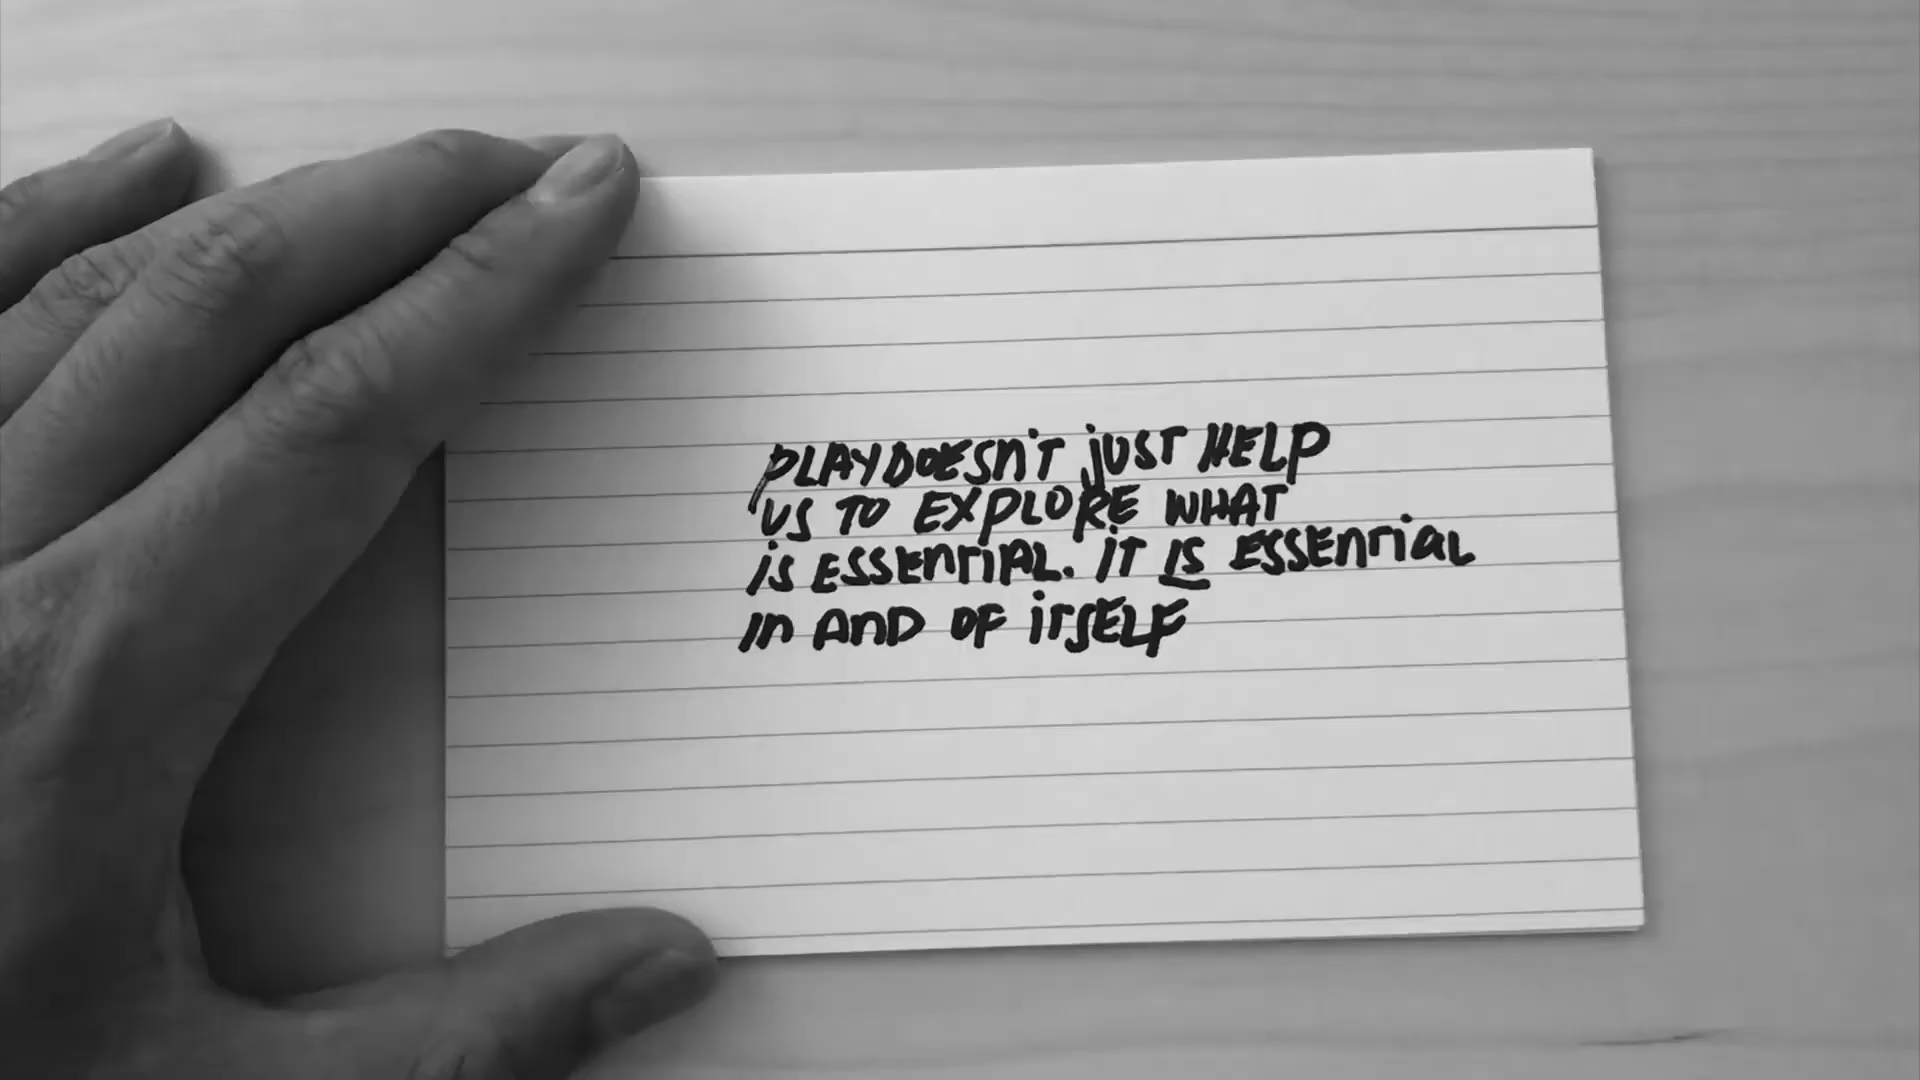 PLAY DOESN'T JUST HELP
US TO EXPLORE WHAT
IS ESSENTIAL. IT IS ESSENTIAL
IN AND OF ITSELF